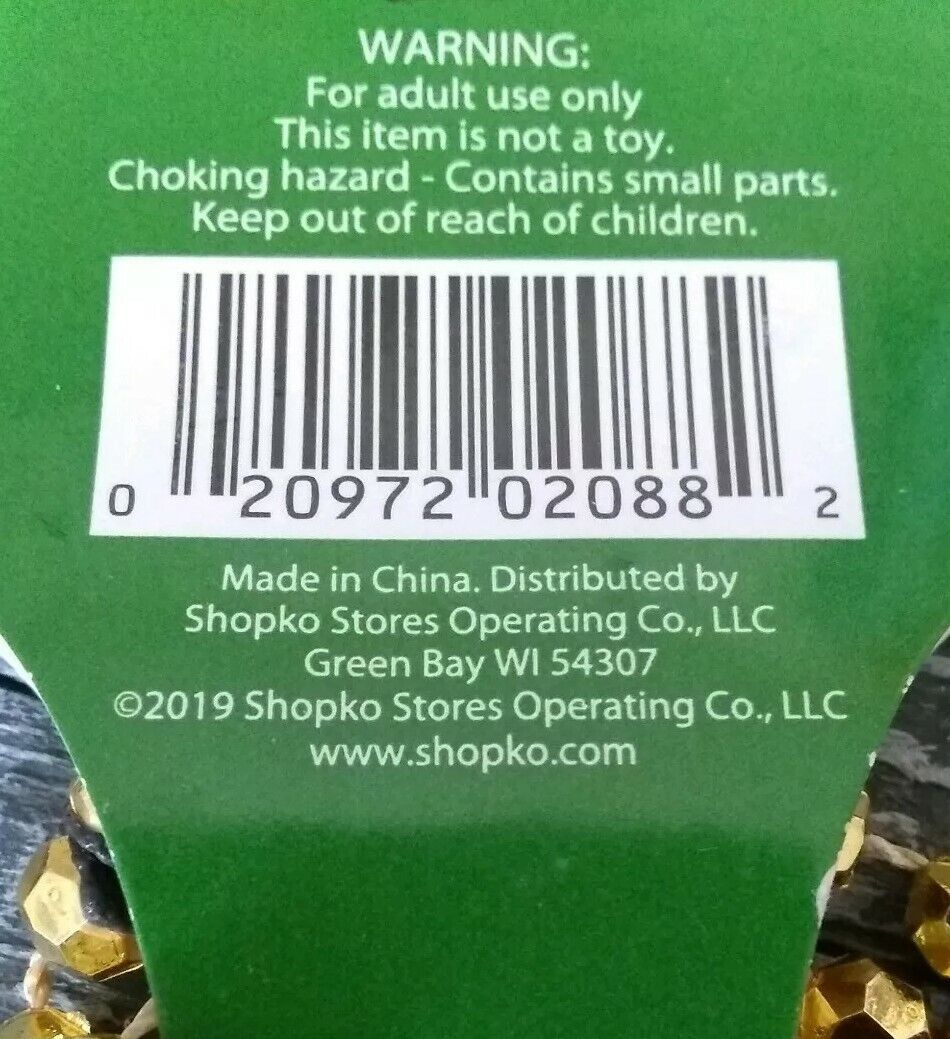 WARNING:
For adult use only
This item is not a toy.
Choking hazard - Contains small parts.
Keep out of reach of children.
0 20972 02088 2
Made in China. Distributed by
Shopko Stores Operating Co., LLC
Green Bay WI 54307
©2019 Shopko Stores Operating Co., LLC
www.shopko.com